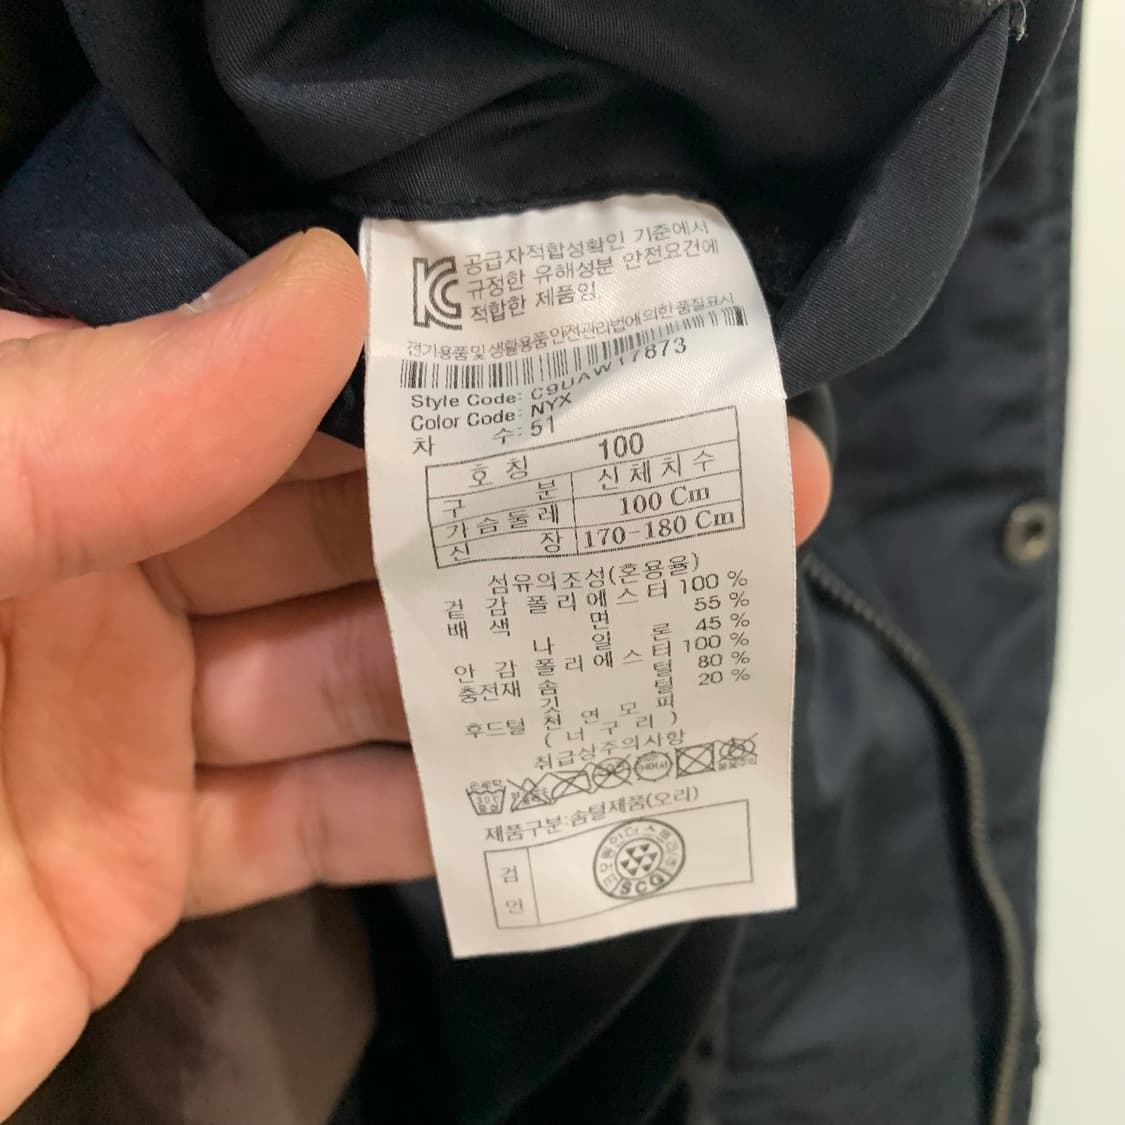 공급자적합성확인 기준에서
규정한 유해성분 안전요건에
적합한 제품임
전기용품및생활용품안전관리법에의한품질표시
Style Code: C9UAW17873
Color Code: NYX
차 수: 51
호칭 100
구분 신체치수
가슴둘레 100 Cm
신장 170-180 Cm
섬유의조성(혼용율)
겉감 폴리에스터 100 %
배색 면 55 %
나일론 45 %
안감 폴리에스터 100 %
충전재 솜털 80 %
깃털 20 %
후드털 천연모피
(너구리)
취급상주의사항
손세탁
30℃
제품구분:솜털제품(오리)
검인
SCG